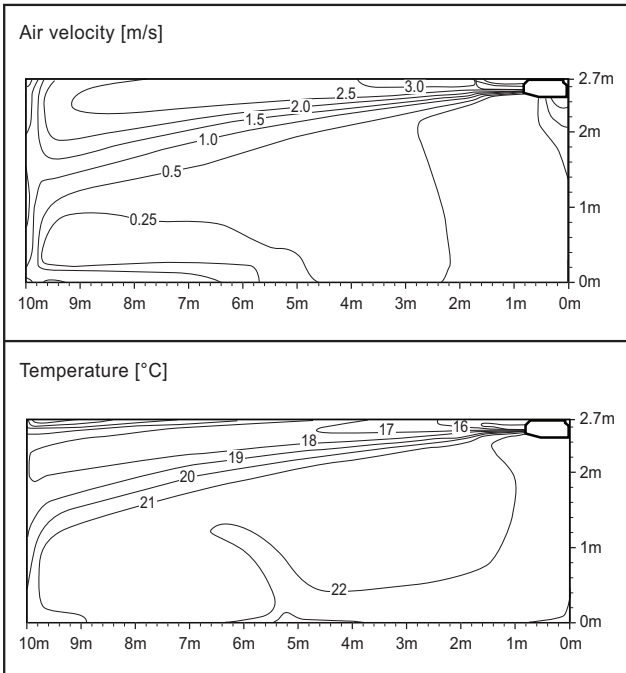 Air velocity [m/s]
2.7m
3.0
2.5
2.0
1.5
2m
1.0
0.5
1m
0.25
0m
10m 9m 8m 7m 6m 5m 4m 3m 2m 1m 0m
Temperature [°C]
2.7m
17 16
18
19
2m
20
21
1m
22
0m
10m 9m 8m 7m 6m 5m 4m 3m 2m 1m 0m